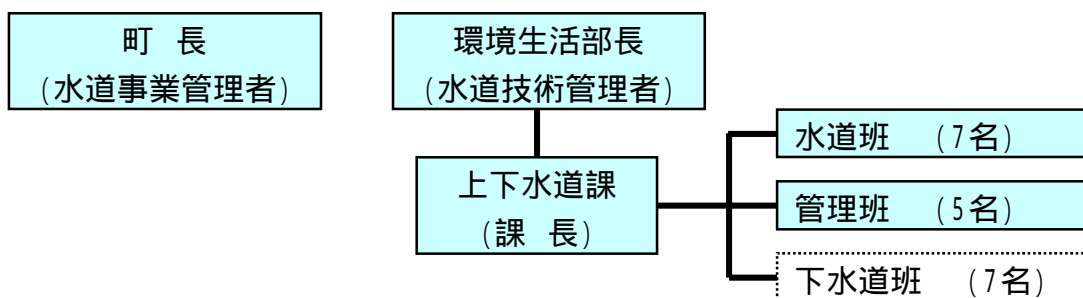 町 長
(水道事業管理者)
環境生活部長
(水道技術管理者)
上下水道課
(課 長)
水道班 (7名)
管理班 (5名)
下水道班 (7名)